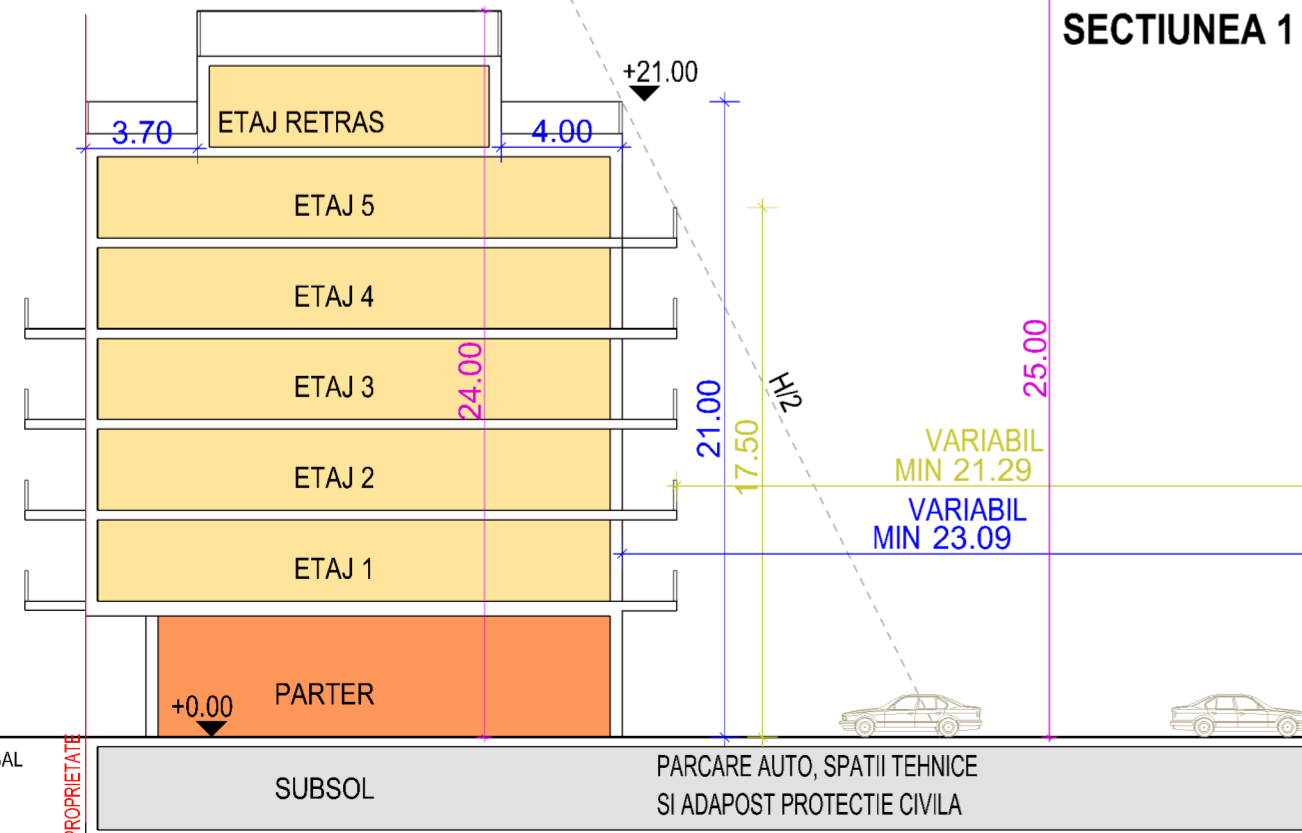 SECTIUNEA 1
+21.00
ETAJ RETRAS
3.70
4.00
ETAJ 5
ETAJ 4
ETAJ 3
24.00
25.00
H/2
21.00
17.50
VARIABIL
MIN 21.29
ETAJ 2
VARIABIL
MIN 23.09
ETAJ 1
PARTER
+0.00
SUBSOL
PARCARE AUTO, SPATII TEHNICE
SI ADAPOST PROTECTIE CIVILA